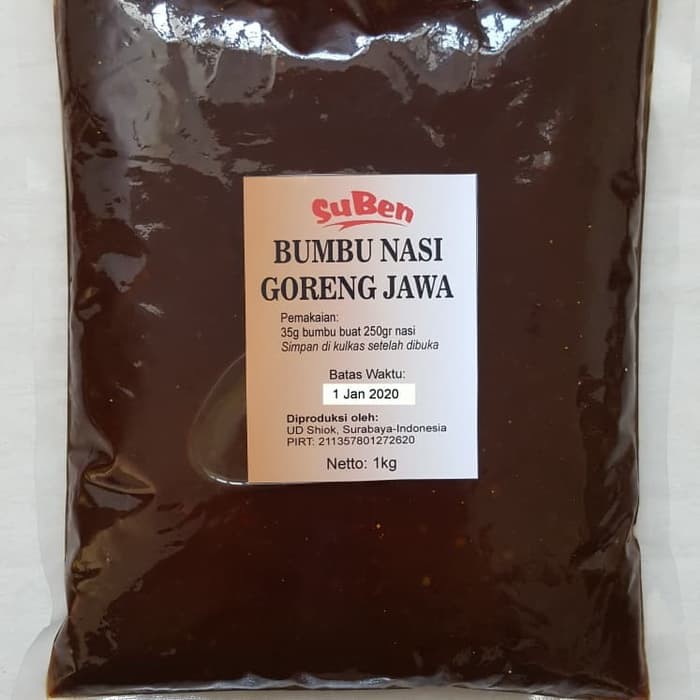 SuBen
BUMBU NASI
GORENG JAWA
Pemakaian:
35g bumbu buat 250gr nasi
Simpan di kulkas setelah dibuka
Batas Waktu:
1 Jan 2020
Diproduksi oleh:
UD Shiok, Surabaya-Indonesia
PIRT: 211357801272620
Netto: 1kg